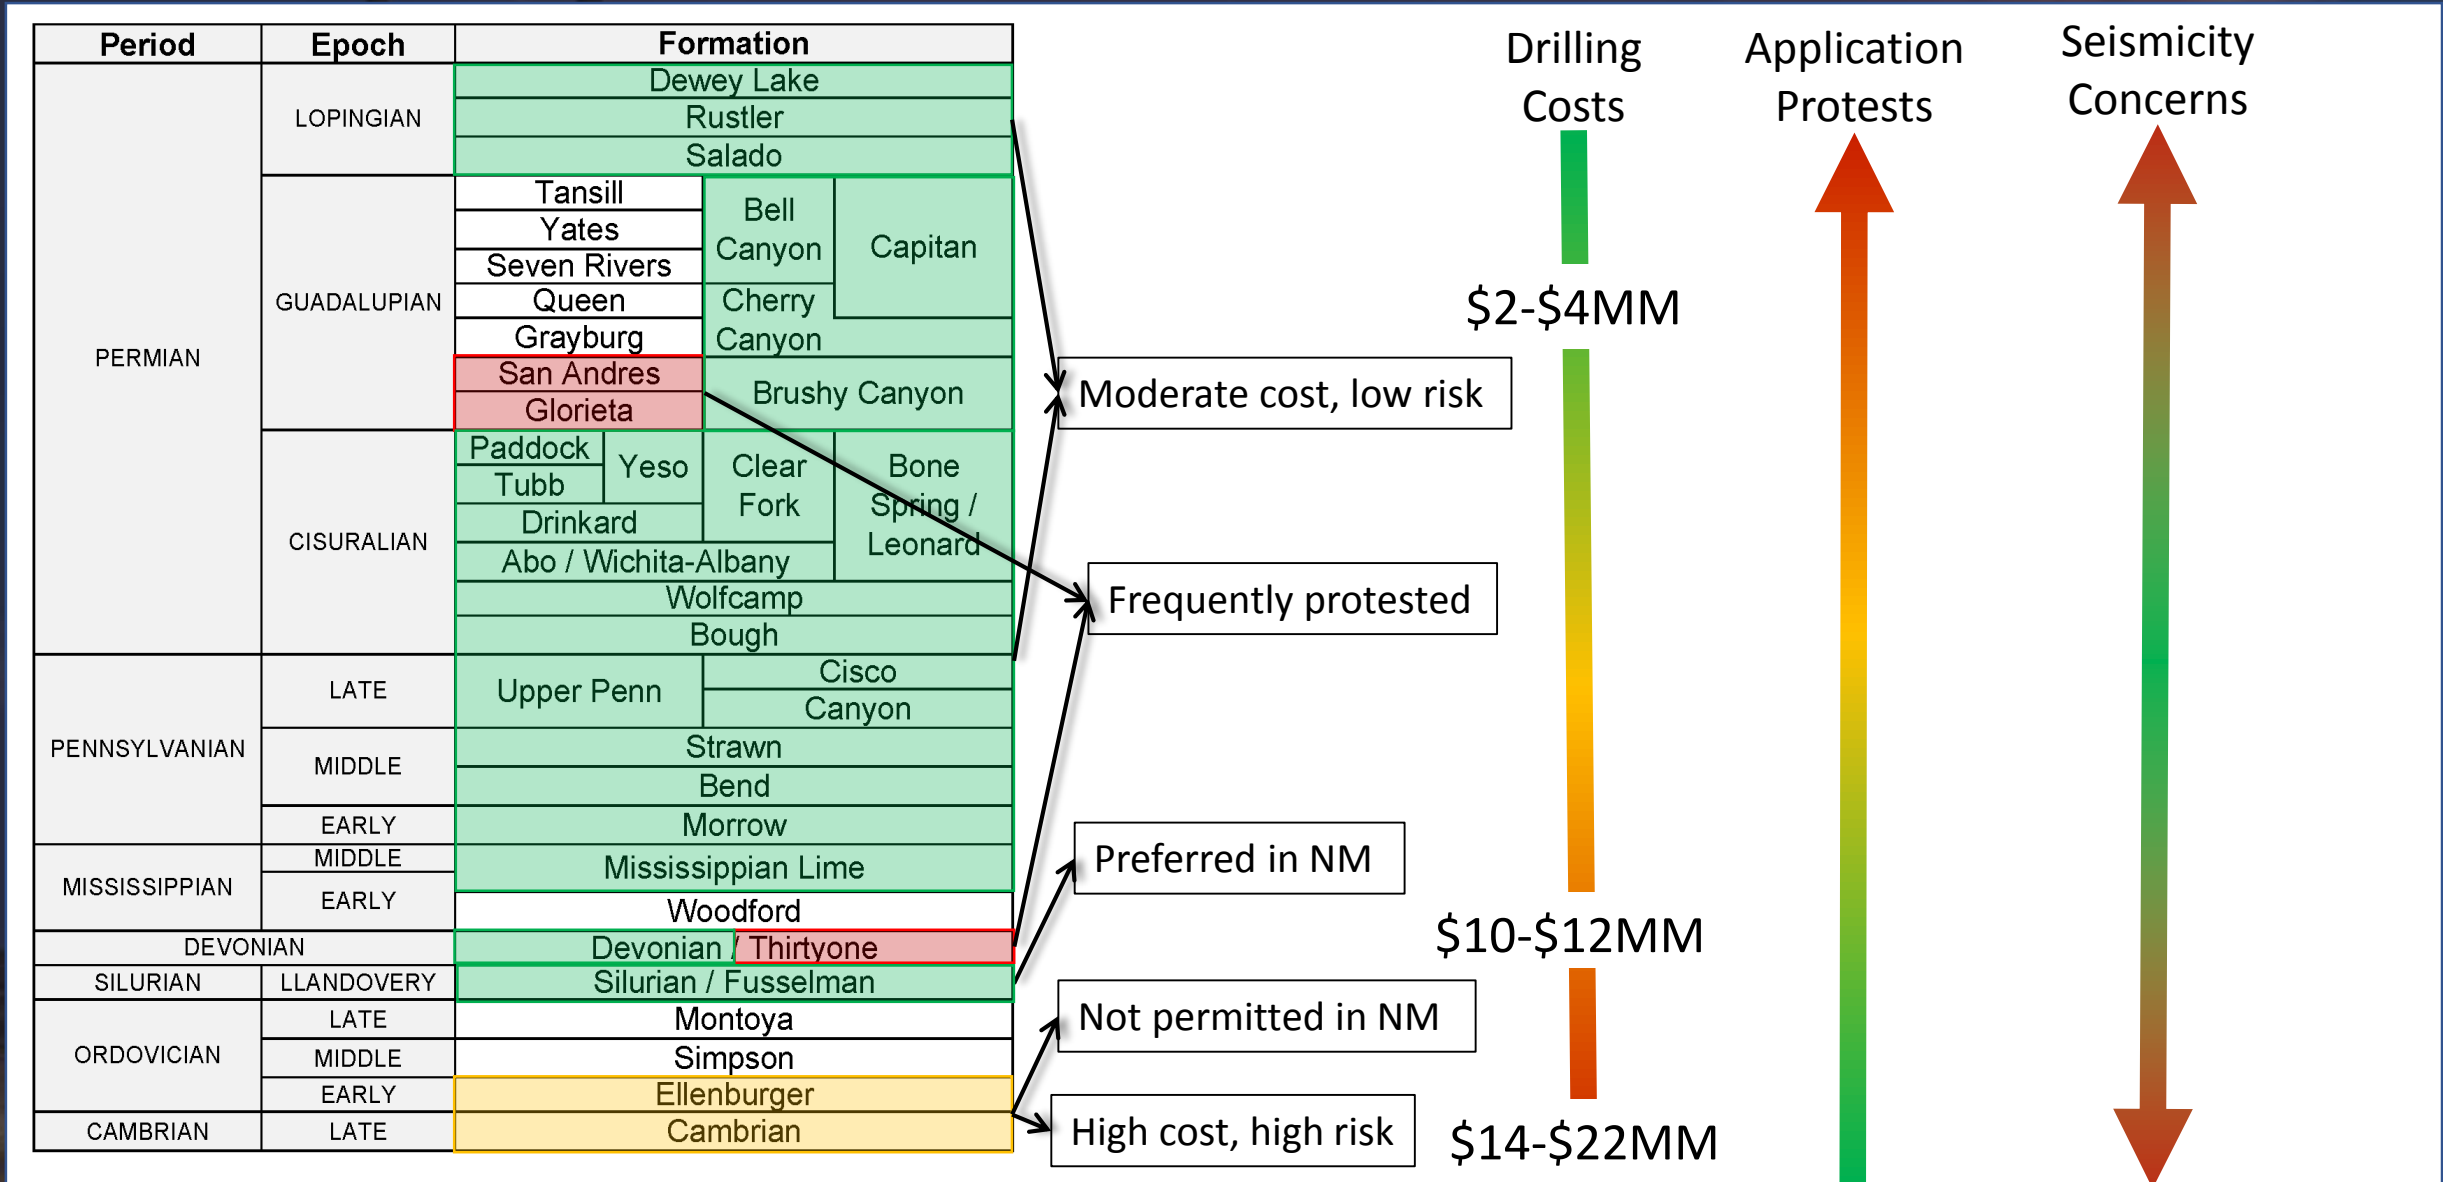 Period Epoch Formation
PERMIAN
LOPINGIAN
Dewey Lake
Rustler
Salado
GUADALUPIAN
Tansill
Yates
Seven Rivers
Queen
Grayburg
San Andres
Glorieta
Bell
Canyon
Capitan
Cherry
Canyon
Brushy Canyon
CISURALIAN
Paddock
Tubb
Yeso
Drinkard
Clear
Fork
Bone
Spring /
Leonard
Abo / Wichita-Albany
Wolfcamp
Bough
PENNSYLVANIAN
LATE
Upper Penn
Cisco
Canyon
MIDDLE
Strawn
Bend
EARLY
Morrow
MISSISSIPPIAN
MIDDLE
EARLY
Mississippian Lime
Woodford
DEVONIAN
Devonian / Thirtyone
SILURIAN
LLANDOVERY
Silurian / Fusselman
ORDOVICIAN
LATE
Montoya
MIDDLE
Simpson
EARLY
Ellenburger
CAMBRIAN
LATE
Cambrian
Moderate cost, low risk
Frequently protested
Preferred in NM
Not permitted in NM
High cost, high risk
Drilling
Costs
$2-$4MM
$10-$12MM
$14-$22MM
Application
Protests
Seismicity
Concerns